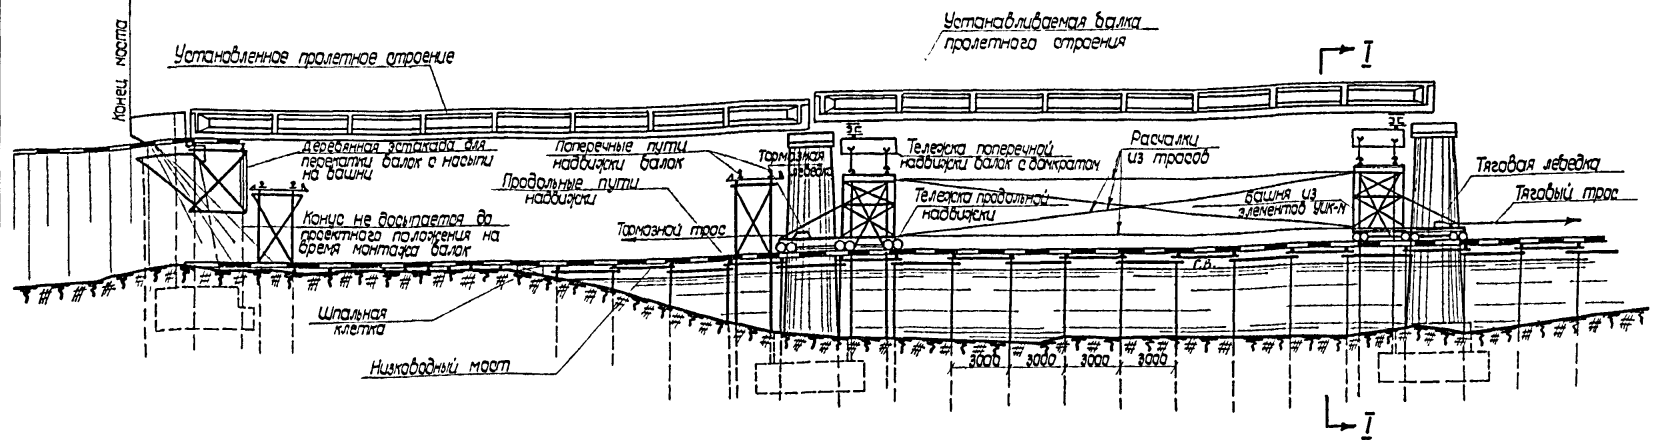 Конец моста
Установленное пролетное строение
Устанавливаемая балка
пролетного строения
I
Деревянная эстакада для
перекатки балок с насыпи
на башни
Поперечные пути
надвижки балок
Тормозная
лебедка
Тележка поперечной
надвижки балок с домкратом
Расчалки
из тросов
Тяговая лебедка
Тяговый трос
Продольные пути
надвижки
Тележка продольной
надвижки
Башня из
элементов УИК-М
Конус не досыпается до
проектного положения на
время монтажа балок
Тормозной трос
Г.В.
Шпальная
клетка
Низководный мост
3000 3000 3000 3000
I